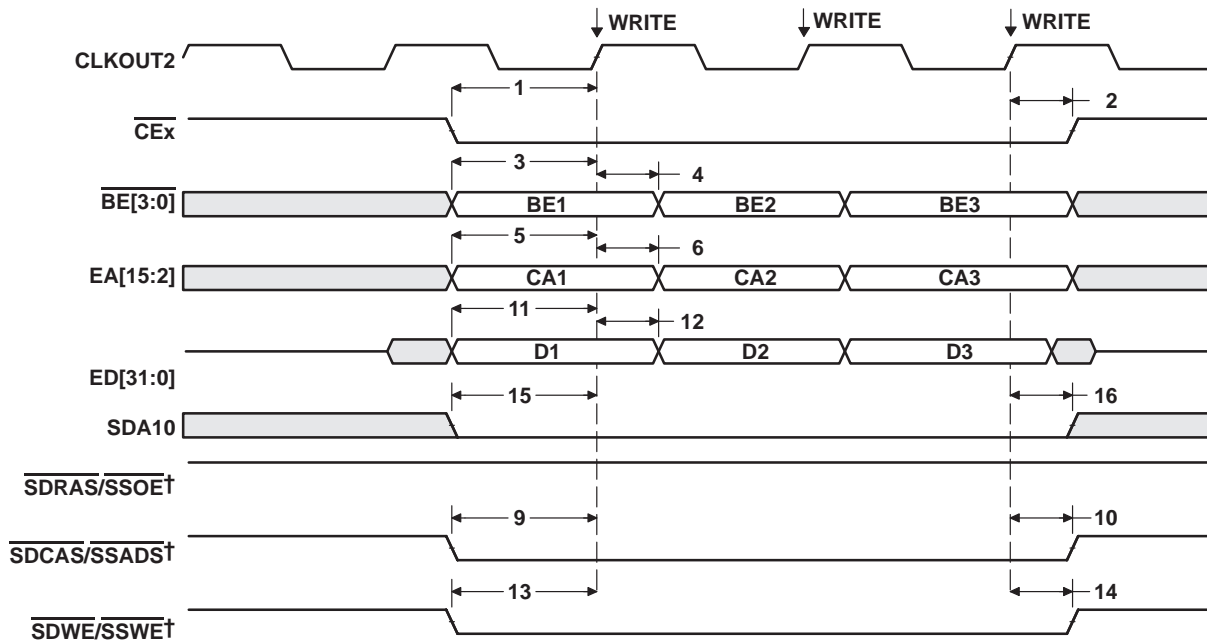 WRITE WRITE WRITE
CLKOUT2
1 2
CEx
3 4
BE[3:0] BE1 BE2 BE3
5 6
EA[15:2] CA1 CA2 CA3
11 12
D1 D2 D3
ED[31:0]
15 16
SDA10
SDRAS/SSOE†
9 10
SDCAS/SSADS†
13 14
SDWE/SSWE†